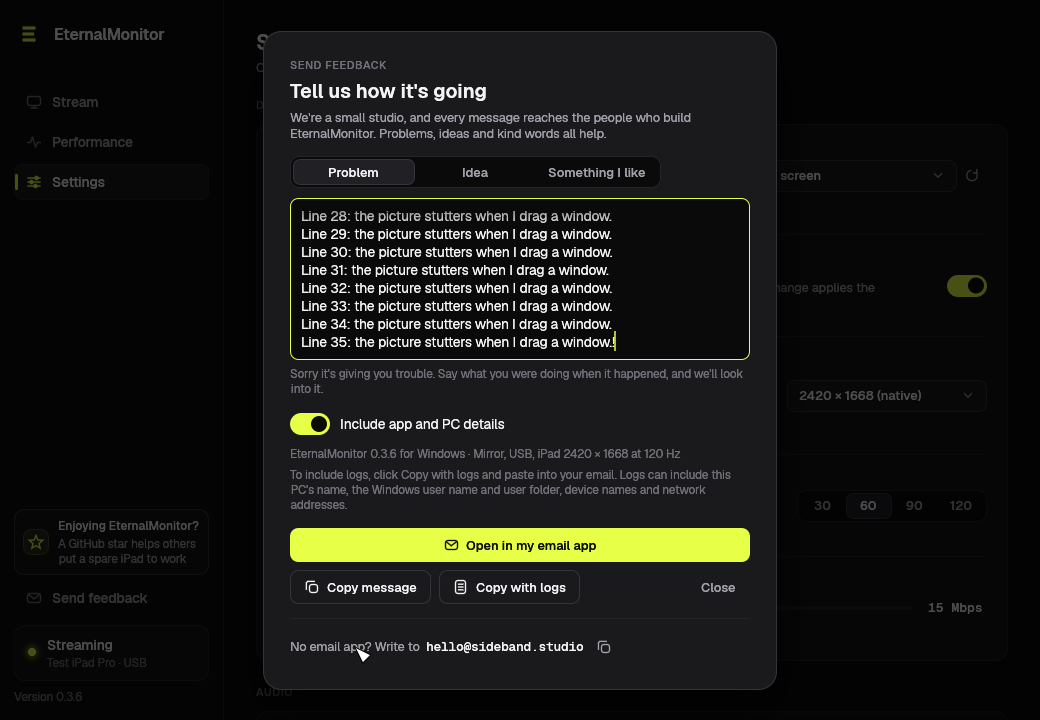 EternalMonitor
Stream
Performance
Settings
Enjoying EternalMonitor?
A GitHub star helps others
put a spare iPad to work
Send feedback
Streaming
Test iPad Pro · USB
Version 0.3.6
SEND FEEDBACK
Tell us how it's going
We're a small studio, and every message reaches the people who build
EternalMonitor. Problems, ideas and kind words all help.
Problem
Idea
Something I like
Line 28: the picture stutters when I drag a window.
Line 29: the picture stutters when I drag a window.
Line 30: the picture stutters when I drag a window.
Line 31: the picture stutters when I drag a window.
Line 32: the picture stutters when I drag a window.
Line 33: the picture stutters when I drag a window.
Line 34: the picture stutters when I drag a window.
Line 35: the picture stutters when I drag a window.!
Sorry it's giving you trouble. Say what you were doing when it happened, and we'll look
into it.
Include app and PC details
EternalMonitor 0.3.6 for Windows · Mirror, USB, iPad 2420 × 1668 at 120 Hz
To include logs, click Copy with logs and paste into your email. Logs can include this
PC's name, the Windows user name and user folder, device names and network
addresses.
Open in my email app
Copy message
Copy with logs
Close
No email app? Write to hello@sideband.studio
screen
applies the
2420 × 1668 (native)
30
60
90
120
15 Mbps
AUDIO